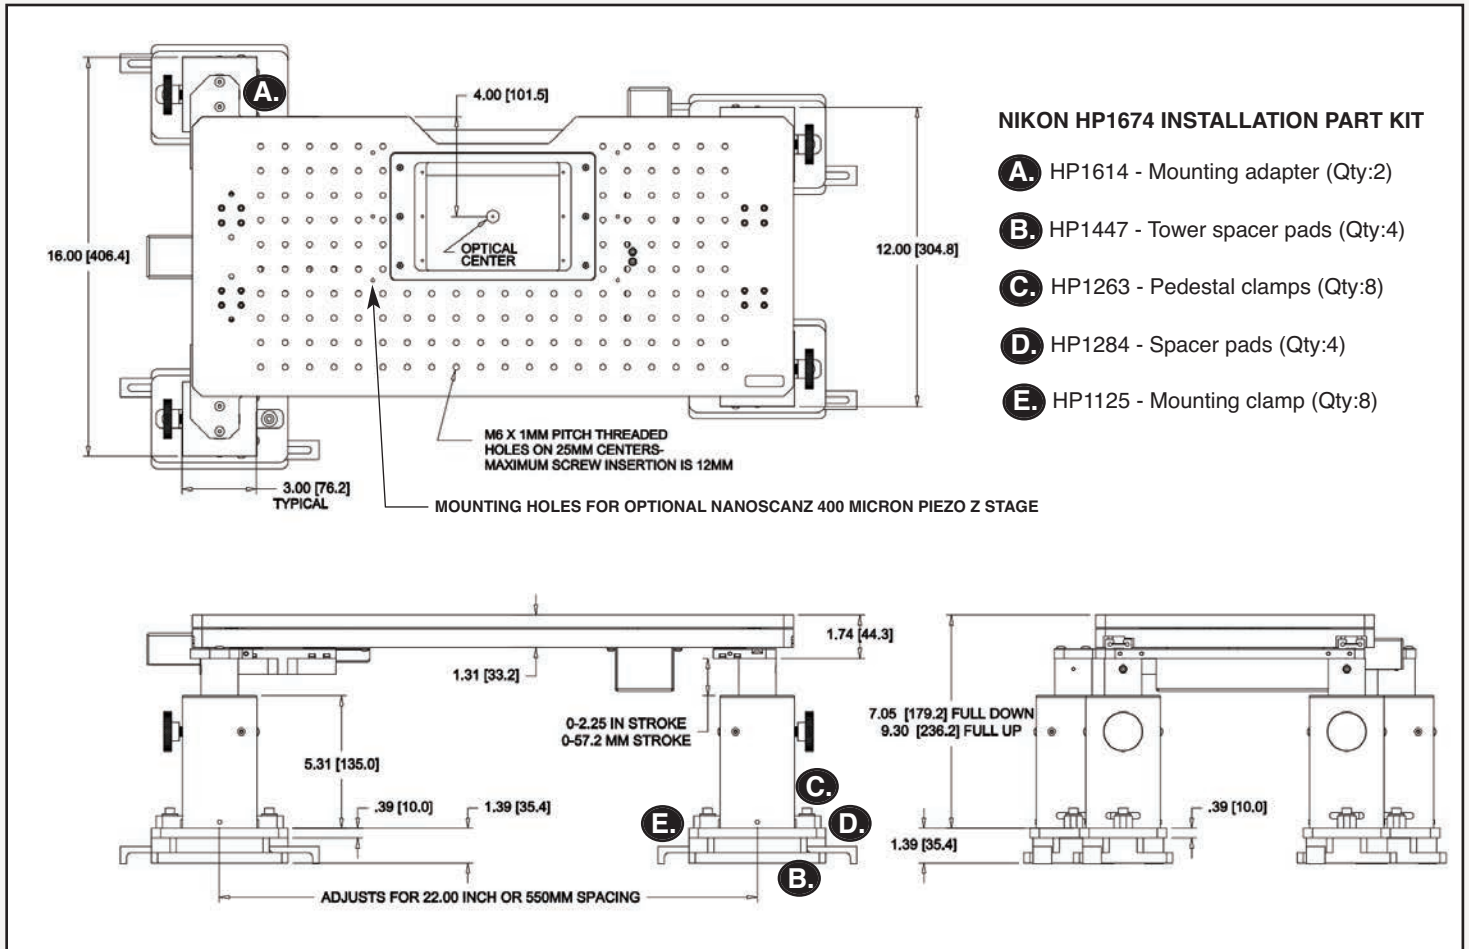 A.
4.00 [101.5]
16.00 [406.4]
OPTICAL
CENTER
12.00 [304.8]
M6 X 1MM PITCH THREADED
HOLES ON 25MM CENTERS-
MAXIMUM SCREW INSERTION IS 12MM
3.00 [76.2]
TYPICAL
MOUNTING HOLES FOR OPTIONAL NANOSCANZ 400 MICRON PIEZO Z STAGE
NIKON HP1674 INSTALLATION PART KIT
A. HP1614 - Mounting adapter (Qty:2)
B. HP1447 - Tower spacer pads (Qty:4)
C. HP1263 - Pedestal clamps (Qty:8)
D. HP1284 - Spacer pads (Qty:4)
E. HP1125 - Mounting clamp (Qty:8)
1.74 [44.3]
1.31 [33.2]
0-2.25 IN STROKE
0-57.2 MM STROKE
7.05 [179.2] FULL DOWN
9.30 [236.2] FULL UP
5.31 [135.0]
.39 [10.0]
1.39 [35.4]
C.
E.
D.
B.
.39 [10.0]
1.39 [35.4]
ADJUSTS FOR 22.00 INCH OR 550MM SPACING